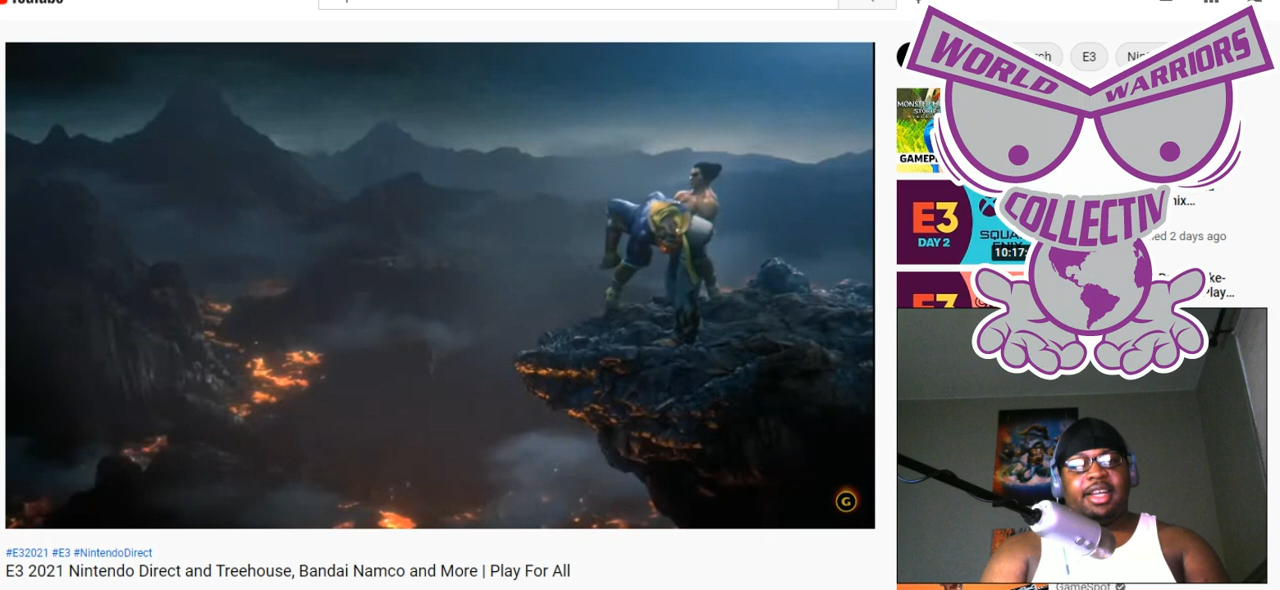 WORLD WARRIORS
COLLECTIV
E3
GAMEP
E3
DAY 2
SQUA
10:17:
2 days ago
#E32021 #E3 #NintendoDirect
E3 2021 Nintendo Direct and Treehouse, Bandai Namco and More | Play For All
GameSpot